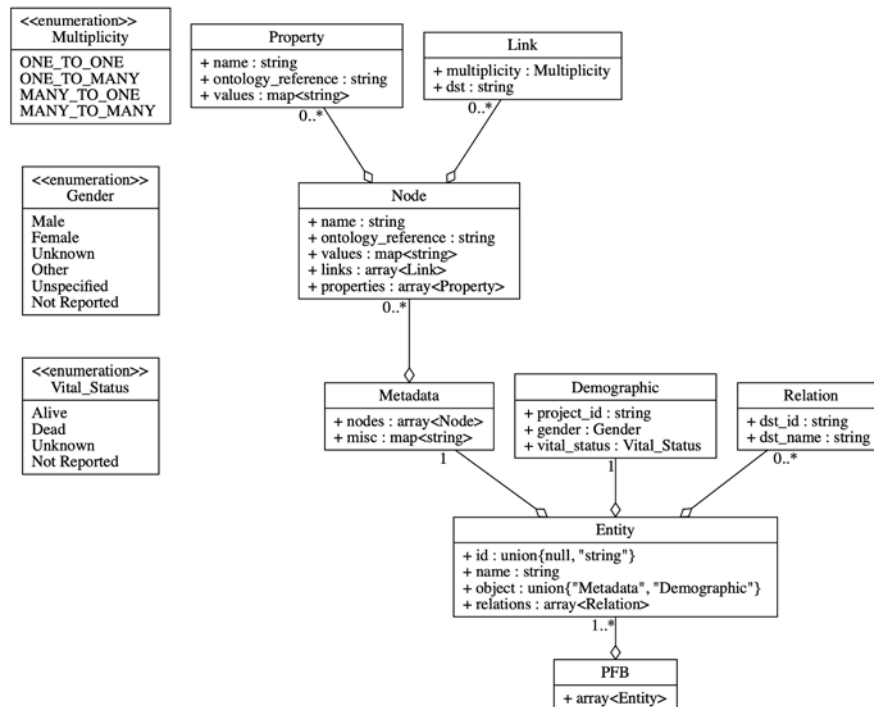 <<enumeration>>
Multiplicity
ONE_TO_ONE
ONE_TO_MANY
MANY_TO_ONE
MANY_TO_MANY
Property
+ name : string
+ ontology_reference : string
+ values : map<string>
0..*
Link
+ multiplicity : Multiplicity
+ dst : string
0..*
<<enumeration>>
Gender
Male
Female
Unknown
Other
Unspecified
Not Reported
Node
+ name : string
+ ontology_reference : string
+ values : map<string>
+ links : array<Link>
+ properties : array<Property>
0..*
<<enumeration>>
Vital_Status
Alive
Dead
Unknown
Not Reported
Metadata
+ nodes : array<Node>
+ misc : map<string>
1
Demographic
+ project_id : string
+ gender : Gender
+ vital_status : Vital_Status
1
Relation
+ dst_id : string
+ dst_name : string
0..*
Entity
+ id : union{null, "string"}
+ name : string
+ object : union{"Metadata", "Demographic"}
+ relations : array<Relation>
1..*
PFB
+ array<Entity>